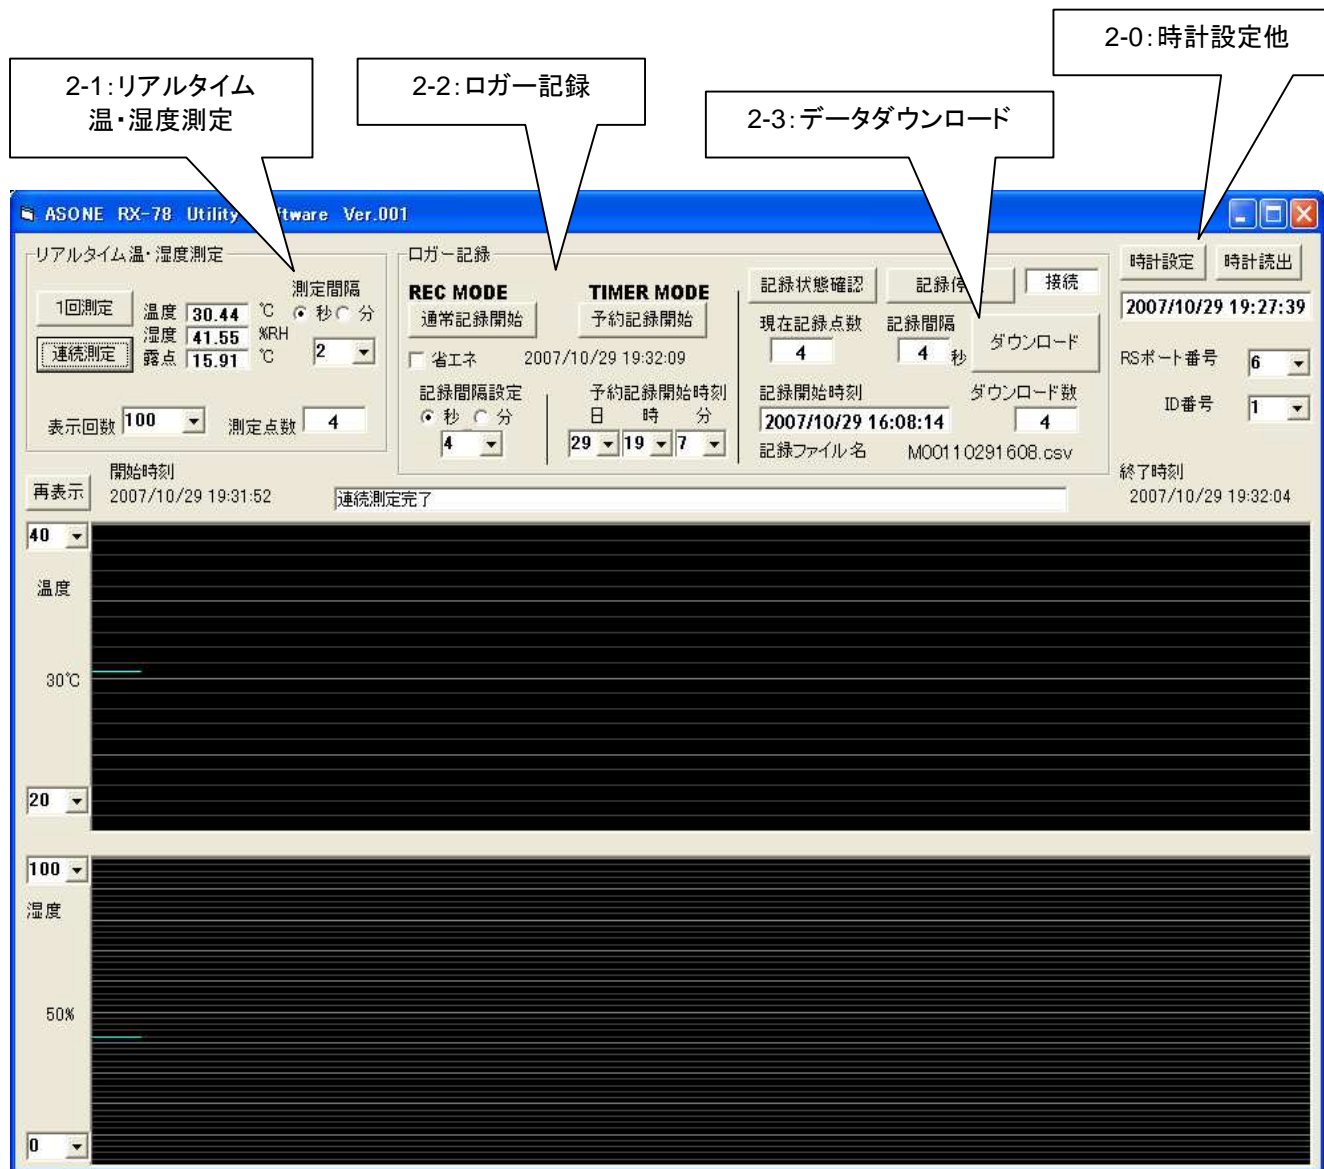 2-0:時計設定他
2-1:リアルタイム
温・湿度測定
2-2:ロガー記録
2-3:データダウンロード
ASONE RX-78 Utility tware Ver.001
リアルタイム温・湿度測定
1回測定
連続測定
温度 30.44 ℃
湿度 41.55 %RH
露点 15.91 ℃
測定間隔
秒 分
2
表示回数 100 測定点数 4
ロガー記録
REC MODE
通常記録開始
省エネ
TIMER MODE
予約記録開始
2007/10/29 19:32:09
記録間隔設定
秒 分
4
予約記録開始時刻
日 時 分
29 19 7
記録状態確認 記録停 接続
現在記録点数 記録間隔
4 4 秒
ダウンロード
記録開始時刻 ダウンロード数
2007/10/29 16:08:14 4
記録ファイル名 M00110291608.csv
時計設定 時計読出
2007/10/29 19:27:39
RSポート番号 6
ID番号 1
再表示
開始時刻
2007/10/29 19:31:52
連続測定完了
終了時刻
2007/10/29 19:32:04
40
温度
30℃
20
100
湿度
50%
0